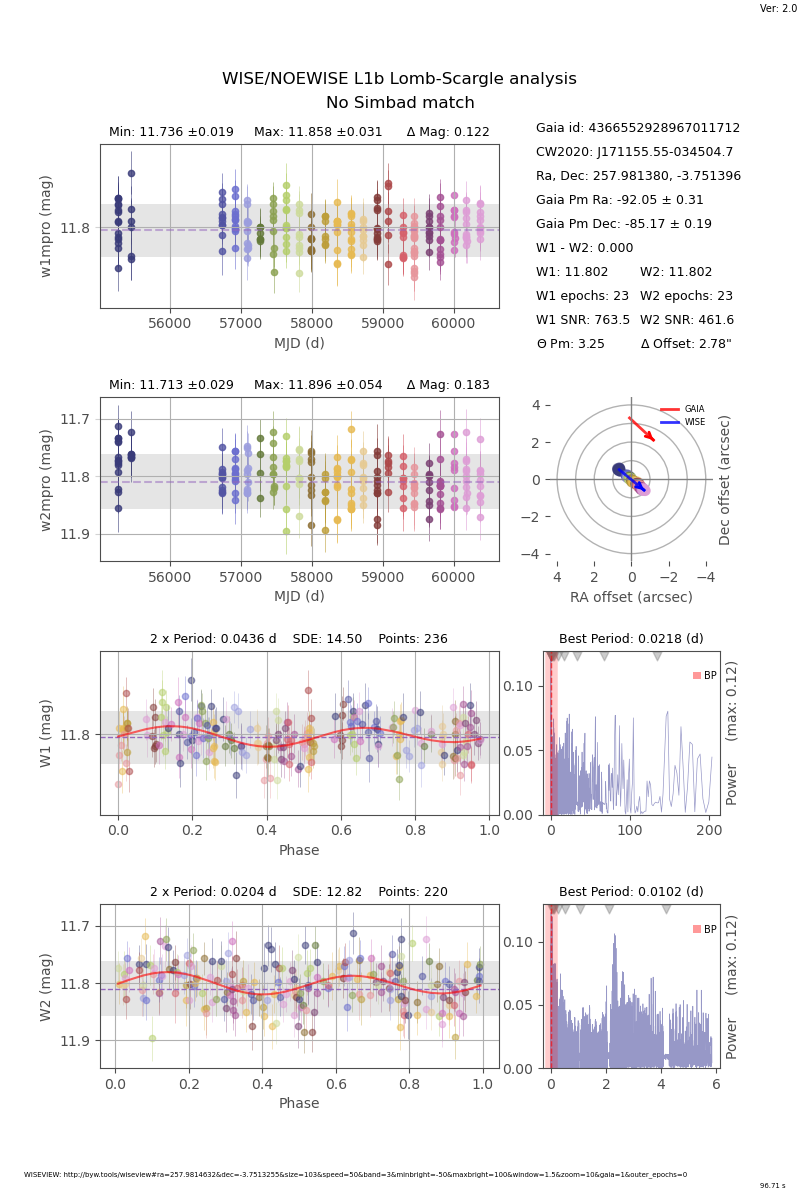 Ver: 2.0
WISE/NOEWISE L1b Lomb-Scargle analysis
No Simbad match
Min: 11.736 ±0.019 Max: 11.858 ±0.031 Δ Mag: 0.122
w1mpro (mag)
11.8
56000 57000 58000 59000 60000
MJD (d)
Gaia id: 4366552928967011712
CW2020: J171155.55-034504.7
Ra, Dec: 257.981380, -3.751396
Gaia Pm Ra: -92.05 ± 0.31
Gaia Pm Dec: -85.17 ± 0.19
W1 - W2: 0.000
W1: 11.802 W2: 11.802
W1 epochs: 23 W2 epochs: 23
W1 SNR: 763.5 W2 SNR: 461.6
Θ Pm: 3.25 Δ Offset: 2.78"
Min: 11.713 ±0.029 Max: 11.896 ±0.054 Δ Mag: 0.183
w2mpro (mag)
11.7
11.8
11.9
56000 57000 58000 59000 60000
MJD (d)
GAIA
WISE
4
2
0
−2
−4
4 2 0 −2 −4
RA offset (arcsec)
Dec offset (arcsec)
2 x Period: 0.0436 d SDE: 14.50 Points: 236
W1 (mag)
11.8
0.0 0.2 0.4 0.6 0.8 1.0
Phase
Best Period: 0.0218 (d)
BP
0.10
0.05
0.00
0 100 200
Power (max: 0.12)
2 x Period: 0.0204 d SDE: 12.82 Points: 220
W2 (mag)
11.7
11.8
11.9
0.0 0.2 0.4 0.6 0.8 1.0
Phase
Best Period: 0.0102 (d)
BP
0.10
0.05
0.00
0 2 4 6
Power (max: 0.12)
WISEVIEW: http://byw.tools/wiseview#ra=257.9814632&dec=-3.7513255&size=103&speed=50&band=3&minbright=-50&maxbright=100&window=1.5&zoom=10&gaia=1&outer_epochs=0
96.71 s